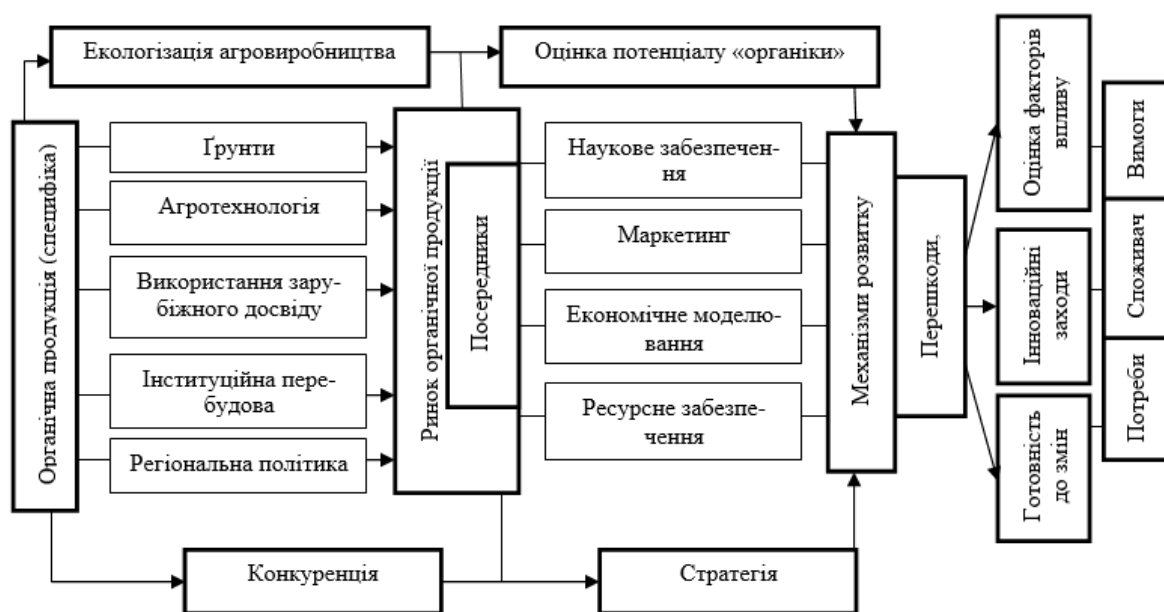 Екологізація агровиробництва
Оцінка потенціалу «органіки»
Органічна продукція (специфіка)
Ґрунти
Агротехнологія
Використання зару-
біжного досвіду
Інституційна пере-
будова
Регіональна політика
Ринок органічної продукції
Посередники
Наукове забезпечен-
ня
Маркетинг
Економічне моделю-
вання
Ресурсне забезпе-
чення
Механізми розвитку
Перешкоди,
Оцінка факторів
впливу
Інноваційні
заходи
Готовність
до змін
Вимоги
Споживач
Потреби
Конкуренція
Стратегія